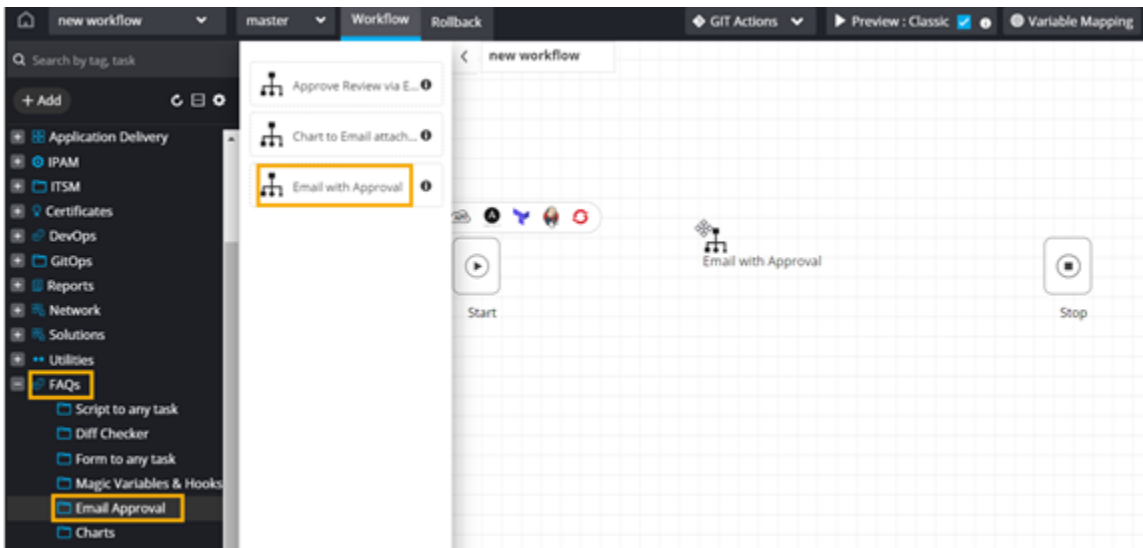 new workflow
master
Workflow
Rollback
GIT Actions
Preview : Classic
Variable Mapping
Search by tag, task
+ Add
Application Delivery
IPAM
ITSM
Certificates
DevOps
GitOps
Reports
Network
Solutions
Utilities
FAQs
Script to any task
Diff Checker
Form to any task
Magic Variables & Hooks
Email Approval
Charts
Approve Review via E...
Chart to Email attach...
Email with Approval
new workflow
Email with Approval
Start
Stop